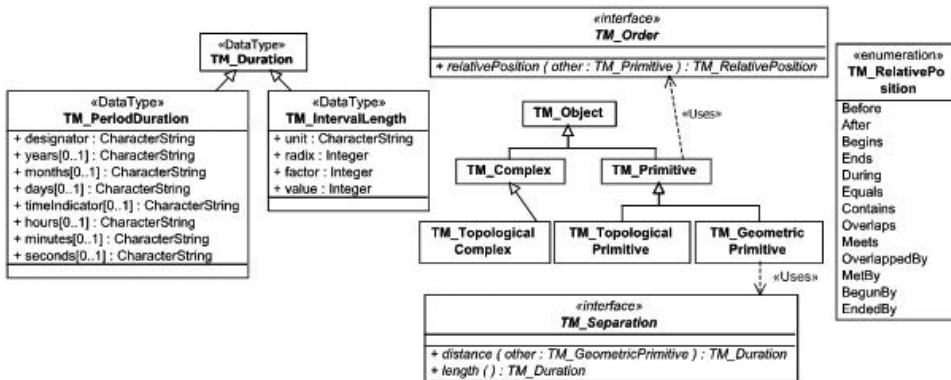 «DataType»
TM_Duration
«DataType»
TM_PeriodDuration
+ designator : CharacterString
+ years[0..1] : CharacterString
+ months[0..1] : CharacterString
+ days[0..1] : CharacterString
+ timeIndicator[0..1] : CharacterString
+ hours[0..1] : CharacterString
+ minutes[0..1] : CharacterString
+ seconds[0..1] : CharacterString
«DataType»
TM_IntervalLength
+ unit : CharacterString
+ radix : Integer
+ factor : Integer
+ value : Integer
«interface»
TM_Order
+ relativePosition ( other : TM_Primitive ) : TM_RelativePosition
«Uses»
TM_Object
TM_Complex
TM_Primitive
TM_Topological
Complex
TM_Topological
Primitive
TM_Geometric
Primitive
«Uses»
«interface»
TM_Separation
+ distance ( other : TM_GeometricPrimitive ) : TM_Duration
+ length ( ) : TM_Duration
«enumeration»
TM_RelativePo
sition
Before
After
Begins
Ends
During
Equals
Contains
Overlaps
Meets
OverlappedBy
MetBy
BegunBy
EndedBy